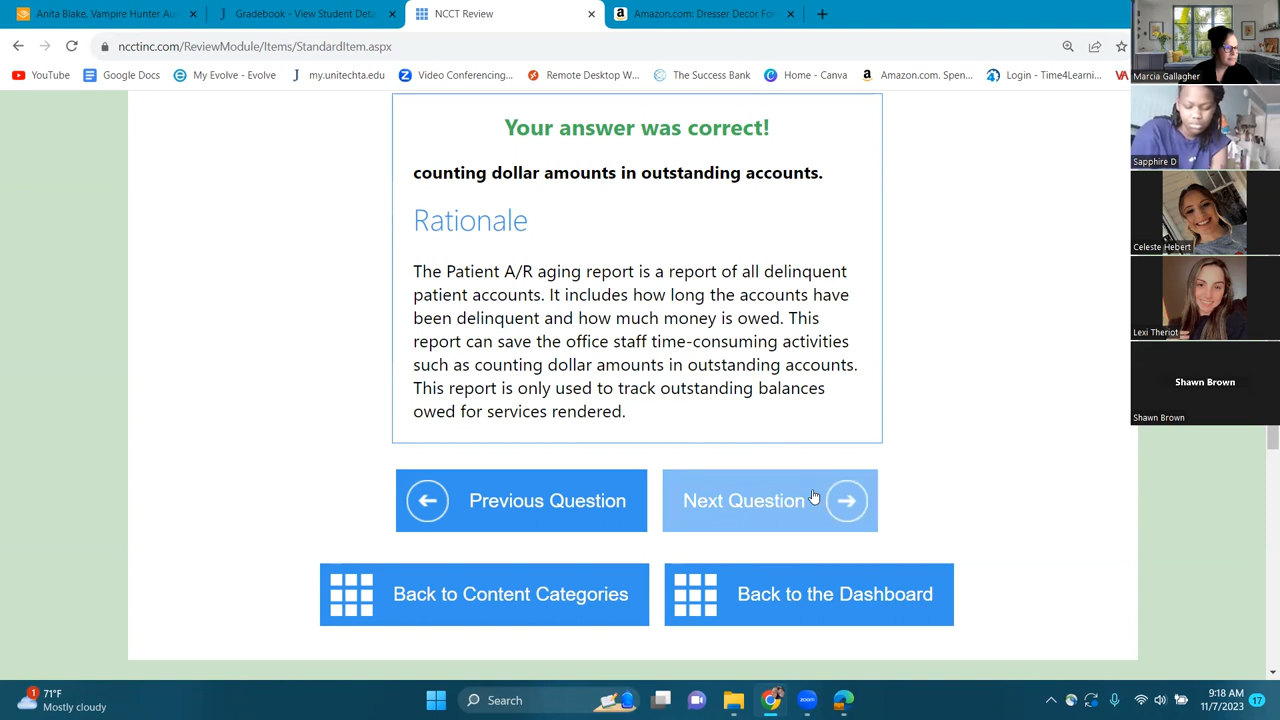 Anita Blake, Vampire Hunter Au
Gradebook - View Student Deta
NCCT Review
Amazon.com: Dresser Decor For
ncctinc.com/ReviewModule/Items/StandardItem.aspx
YouTube
Google Docs
My Evolve - Evolve
my.unitechta.edu
Video Conferencing,...
Remote Desktop W...
The Success Bank
Home - Canva
Amazon.com. Spen...
Login - Time4Learni...
VA
Marcia Gallagher
Sapphire D
Celeste Hebert
Lexi Theriot
Shawn Brown
Shawn Brown
Your answer was correct!
counting dollar amounts in outstanding accounts.
Rationale
The Patient A/R aging report is a report of all delinquent
patient accounts. It includes how long the accounts have
been delinquent and how much money is owed. This
report can save the office staff time-consuming activities
such as counting dollar amounts in outstanding accounts.
This report is only used to track outstanding balances
owed for services rendered.
Previous Question
Next Question
Back to Content Categories
Back to the Dashboard
1
71°F
Mostly cloudy
Search
9:18 AM
11/7/2023
17